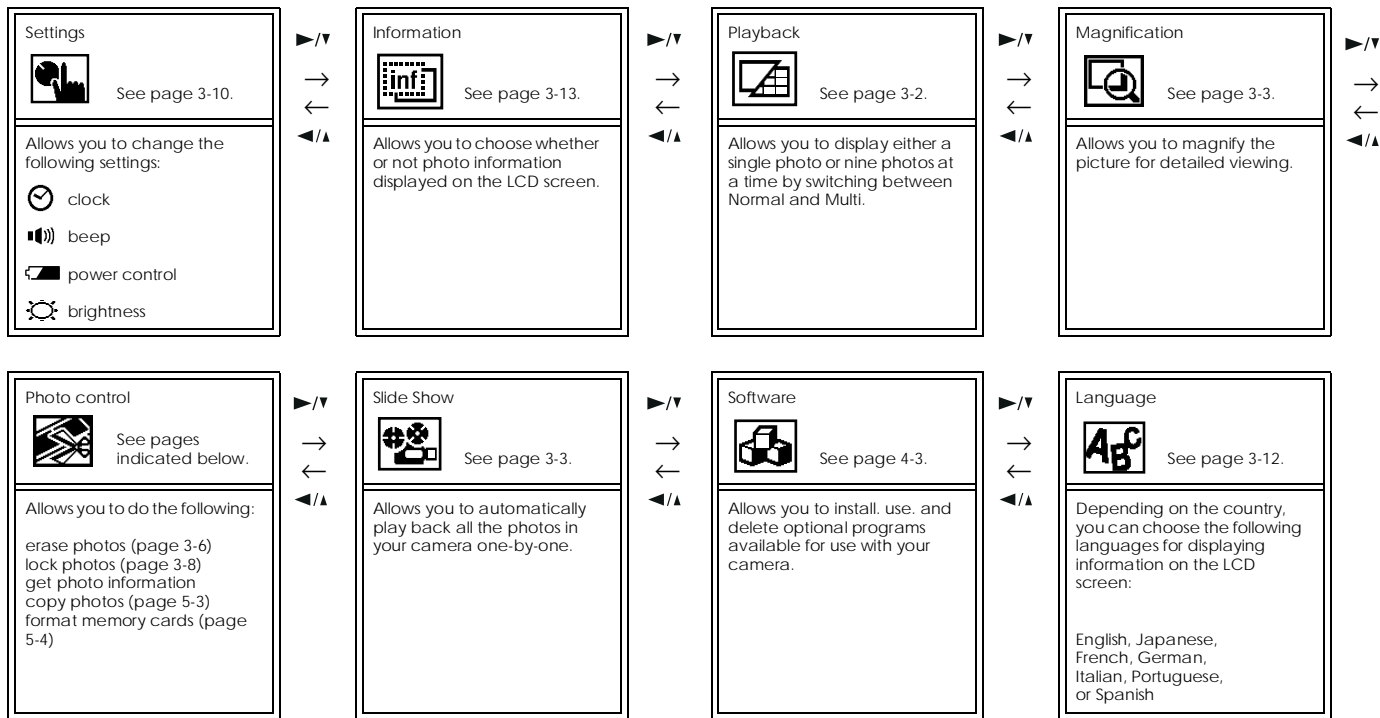 Settings
See page 3-10.
Allows you to change the
following settings:
clock
beep
power control
brightness
Information
inf
See page 3-13.
Allows you to choose whether
or not photo information
displayed on the LCD screen.
Playback
See page 3-2.
Allows you to display either a
single photo or nine photos at
a time by switching between
Normal and Multi.
Magnification
See page 3-3.
Allows you to magnify the
picture for detailed viewing.
Photo control
See pages
indicated below.
Allows you to do the following:
erase photos (page 3-6)
lock photos (page 3-8)
get photo information
copy photos (page 5-3)
format memory cards (page
5-4)
Slide Show
See page 3-3.
Allows you to automatically
play back all the photos in
your camera one-by-one.
Software
See page 4-3.
Allows you to install. use. and
delete optional programs
available for use with your
camera.
Language
ABC
See page 3-12.
Depending on the country,
you can choose the following
languages for displaying
information on the LCD
screen:
English, Japanese,
French, German,
Italian, Portuguese,
or Spanish